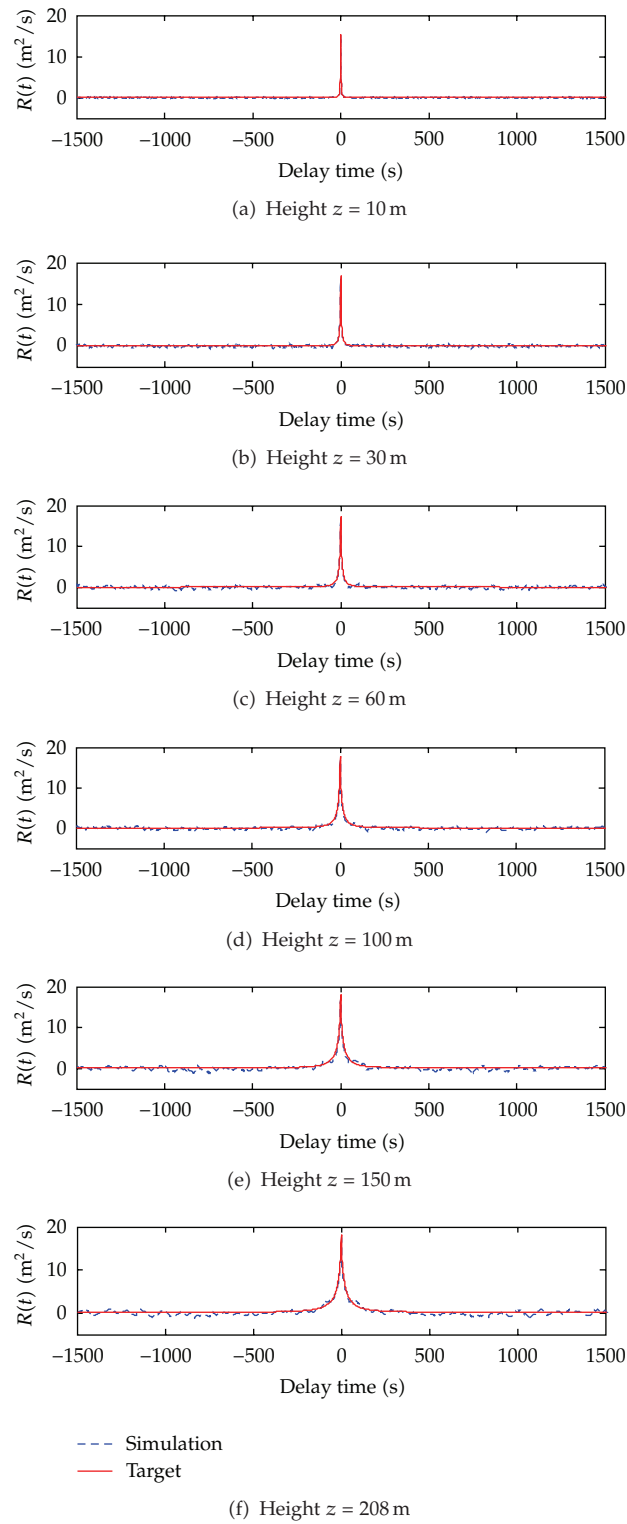 20
10
0
R(t) (m²/s)
−1500 −1000 −500 0 500 1000 1500
Delay time (s)
(a) Height z = 10 m
20
10
0
R(t) (m²/s)
−1500 −1000 −500 0 500 1000 1500
Delay time (s)
(b) Height z = 30 m
20
10
0
R(t) (m²/s)
−1500 −1000 −500 0 500 1000 1500
Delay time (s)
(c) Height z = 60 m
20
10
0
R(t) (m²/s)
−1500 −1000 −500 0 500 1000 1500
Delay time (s)
(d) Height z = 100 m
20
10
0
R(t) (m²/s)
−1500 −1000 −500 0 500 1000 1500
Delay time (s)
(e) Height z = 150 m
20
10
0
R(t) (m²/s)
−1500 −1000 −500 0 500 1000 1500
Delay time (s)
Simulation
Target
(f) Height z = 208 m